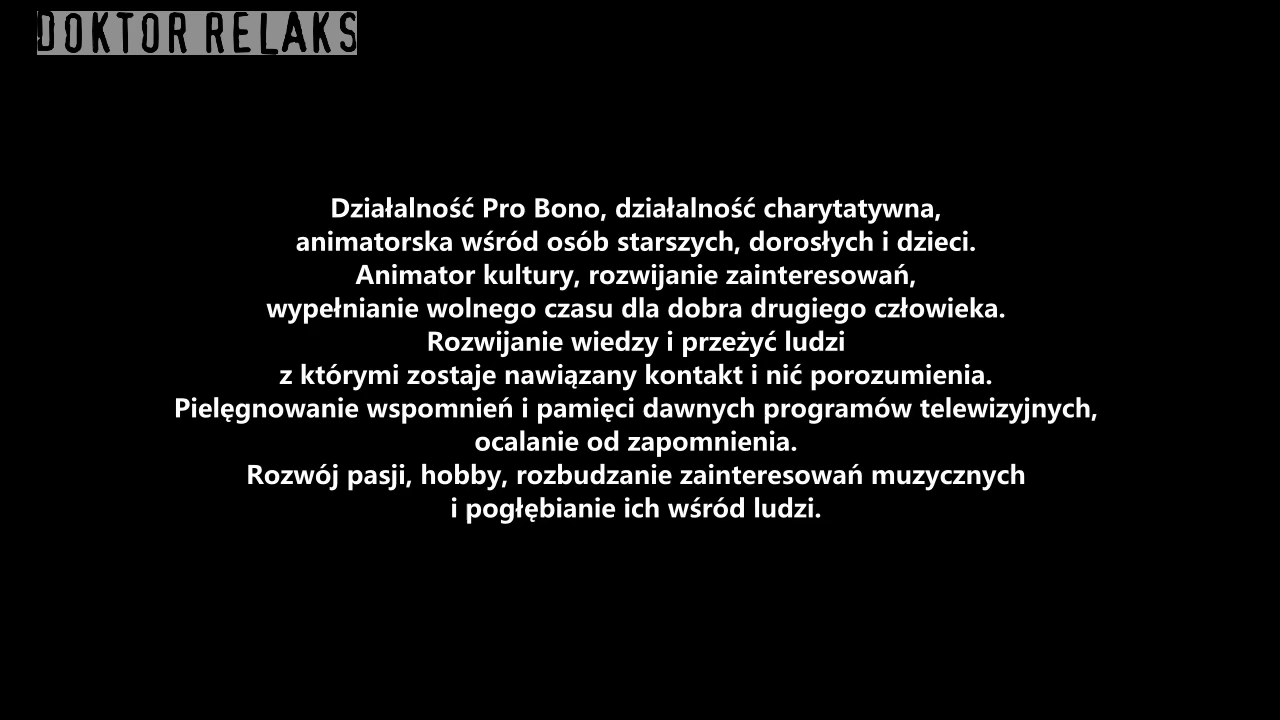 DOKTOR RELAKS
Działalność Pro Bono, działalność charytatywna,
animatorska wśród osób starszych, dorosłych i dzieci.
Animator kultury, rozwijanie zainteresowań,
wypełnianie wolnego czasu dla dobra drugiego człowieka.
Rozwijanie wiedzy i przeżyć ludzi
z którymi zostaje nawiązany kontakt i nić porozumienia.
Pielęgnowanie wspomnień i pamięci dawnych programów telewizyjnych,
ocalanie od zapomnienia.
Rozwój pasji, hobby, rozbudzanie zainteresowań muzycznych
i pogłębianie ich wśród ludzi.